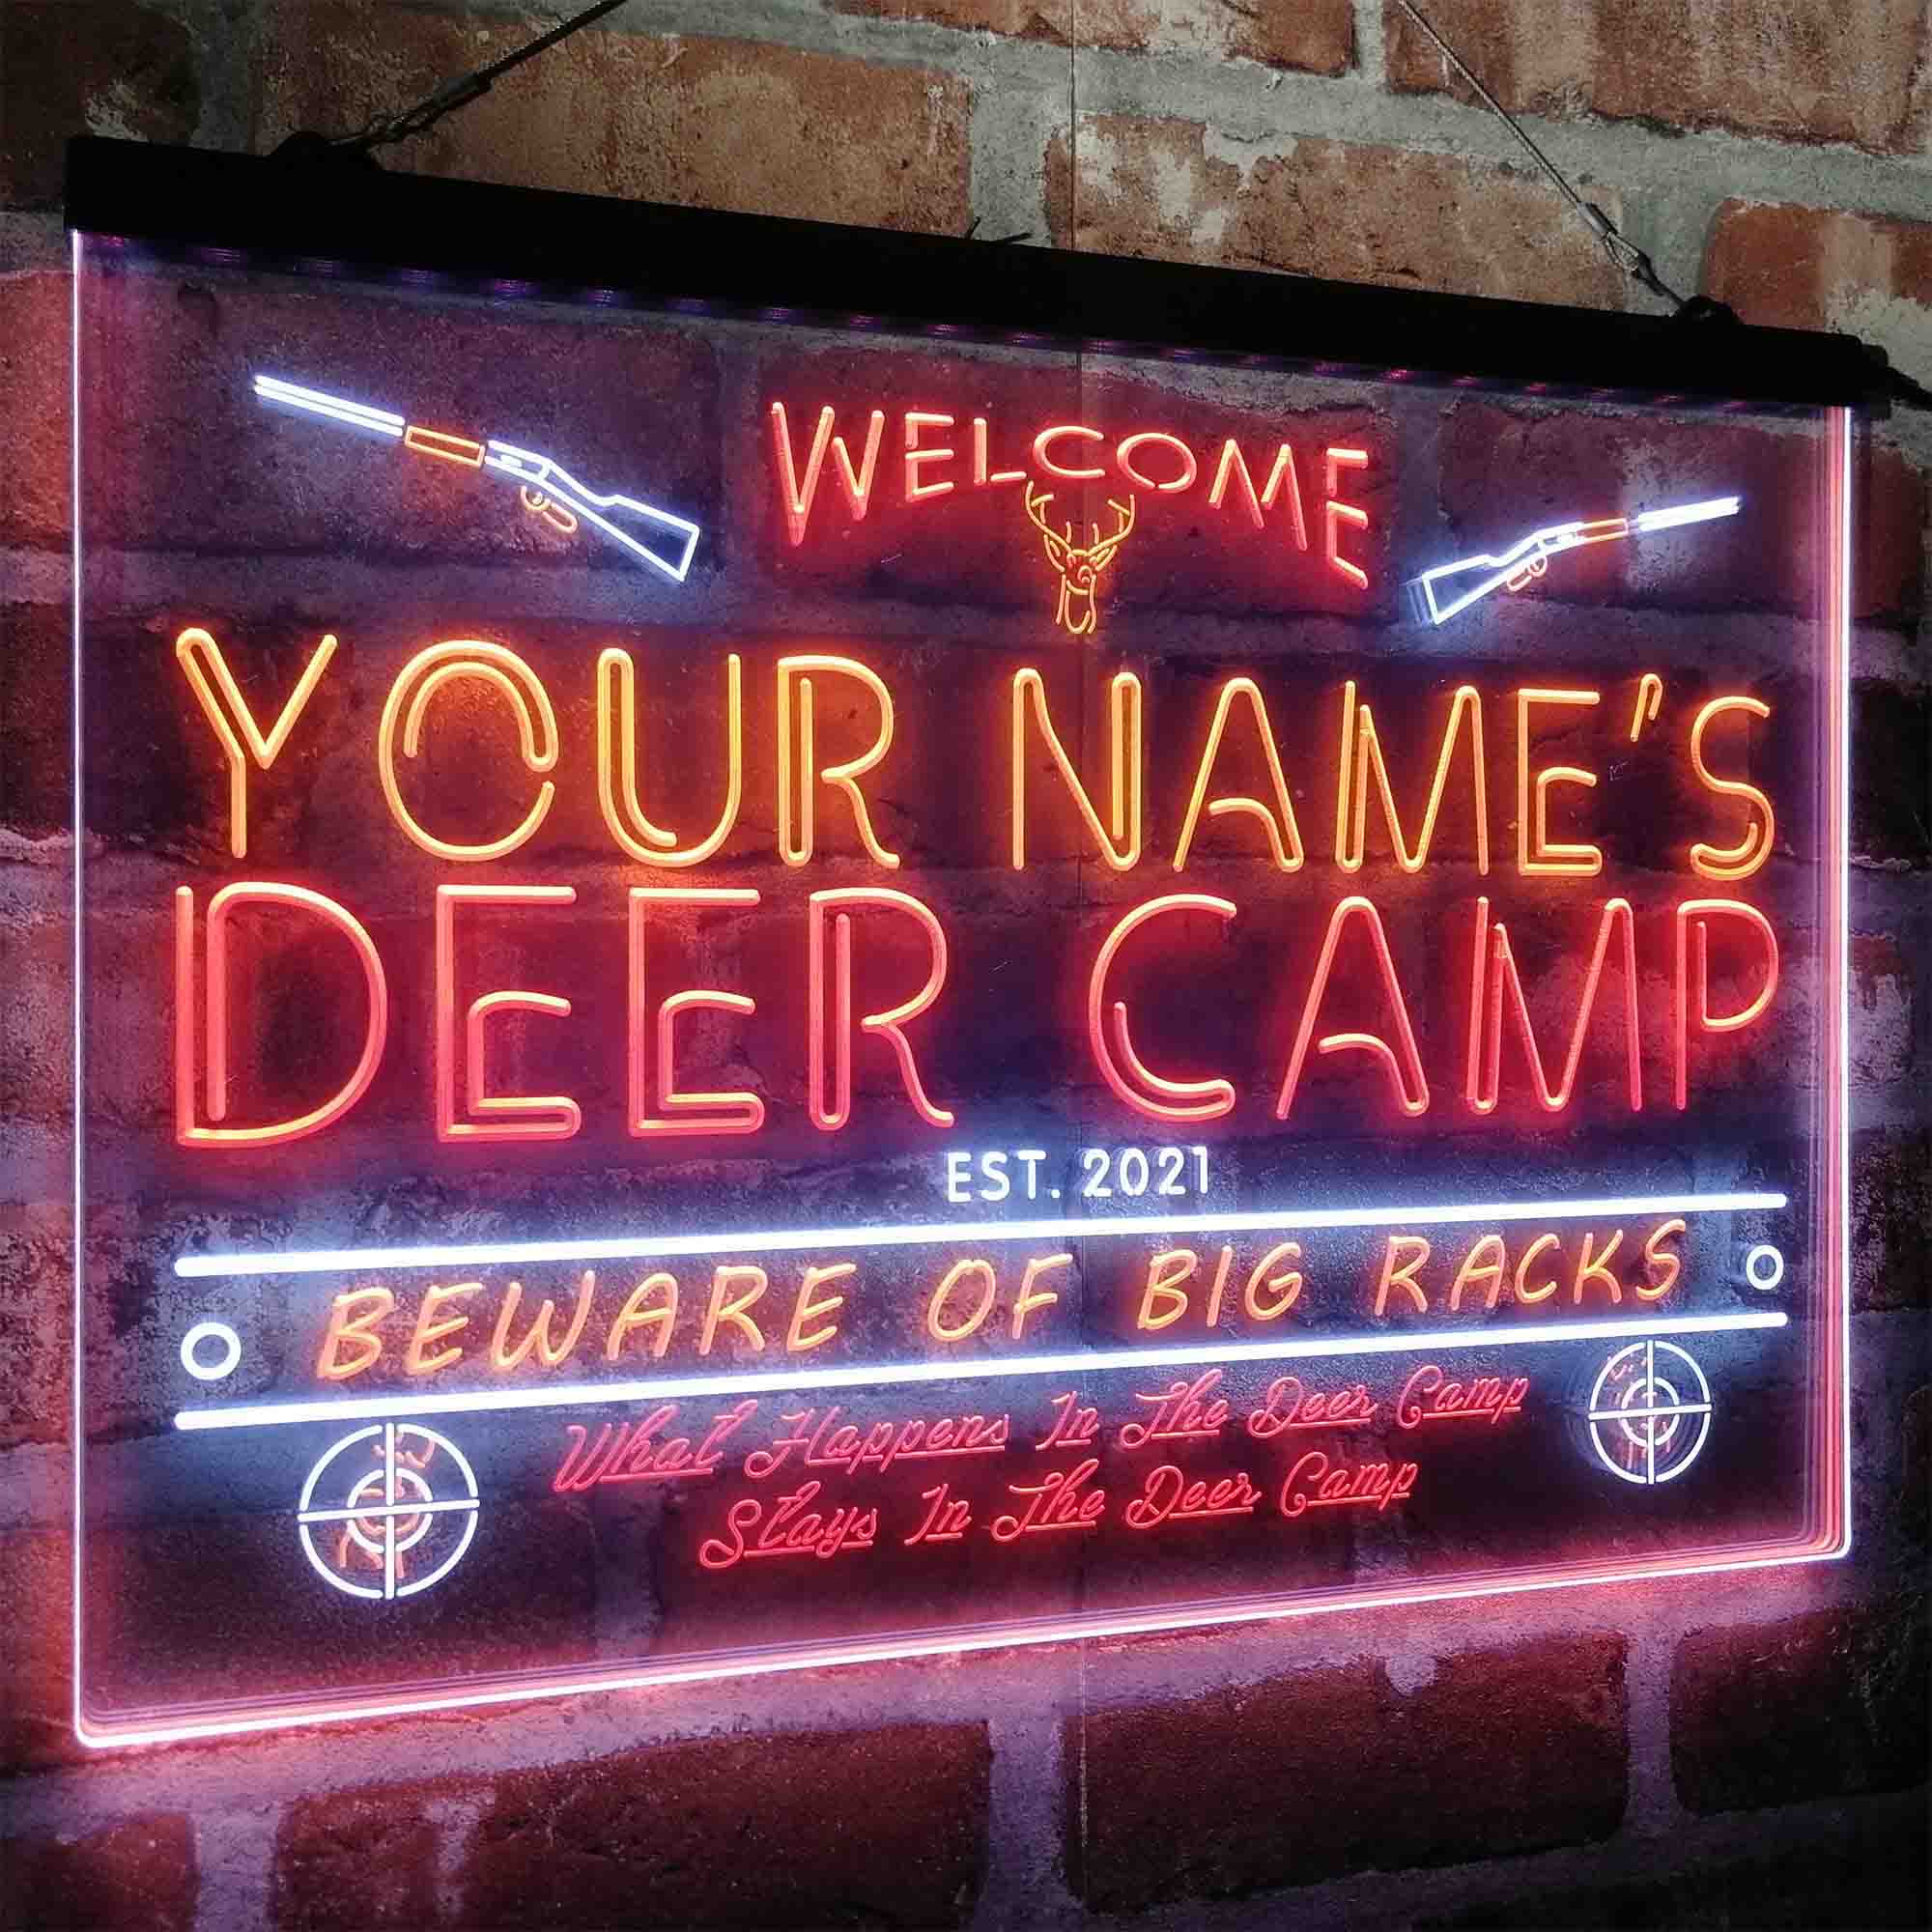 WELCOME
YOUR NAME'S
DEER CAMP
EST. 2021
BEWARE OF BIG RACKS
What Happens In The Deer Camp
Stays In The Deer Camp